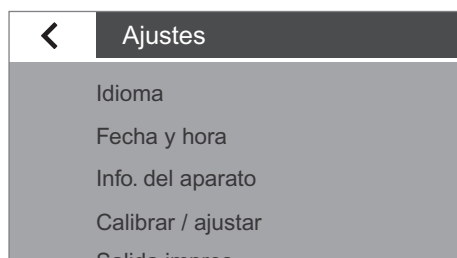 Ajustes
Idioma
Fecha y hora
Info. del aparato
Calibrar / ajustar